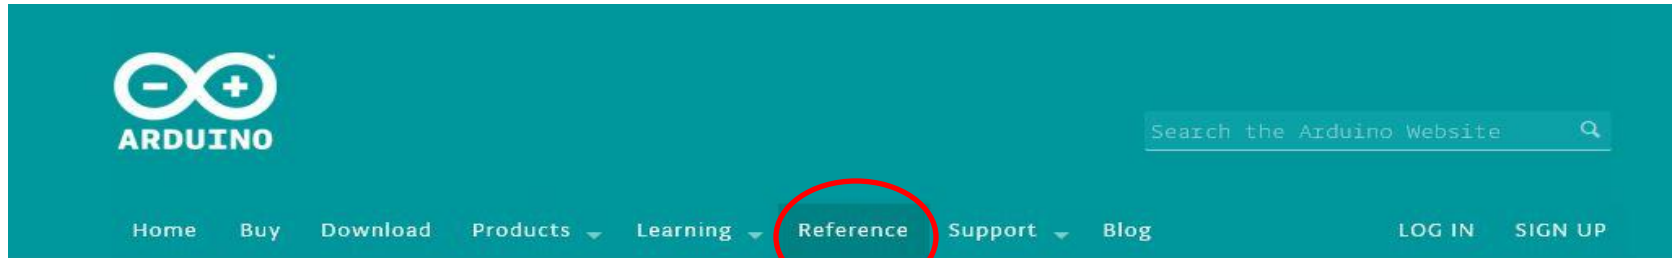 ARDUINO
Search the Arduino Website
Home Buy Download Products Learning Reference Support Blog LOG IN SIGN UP